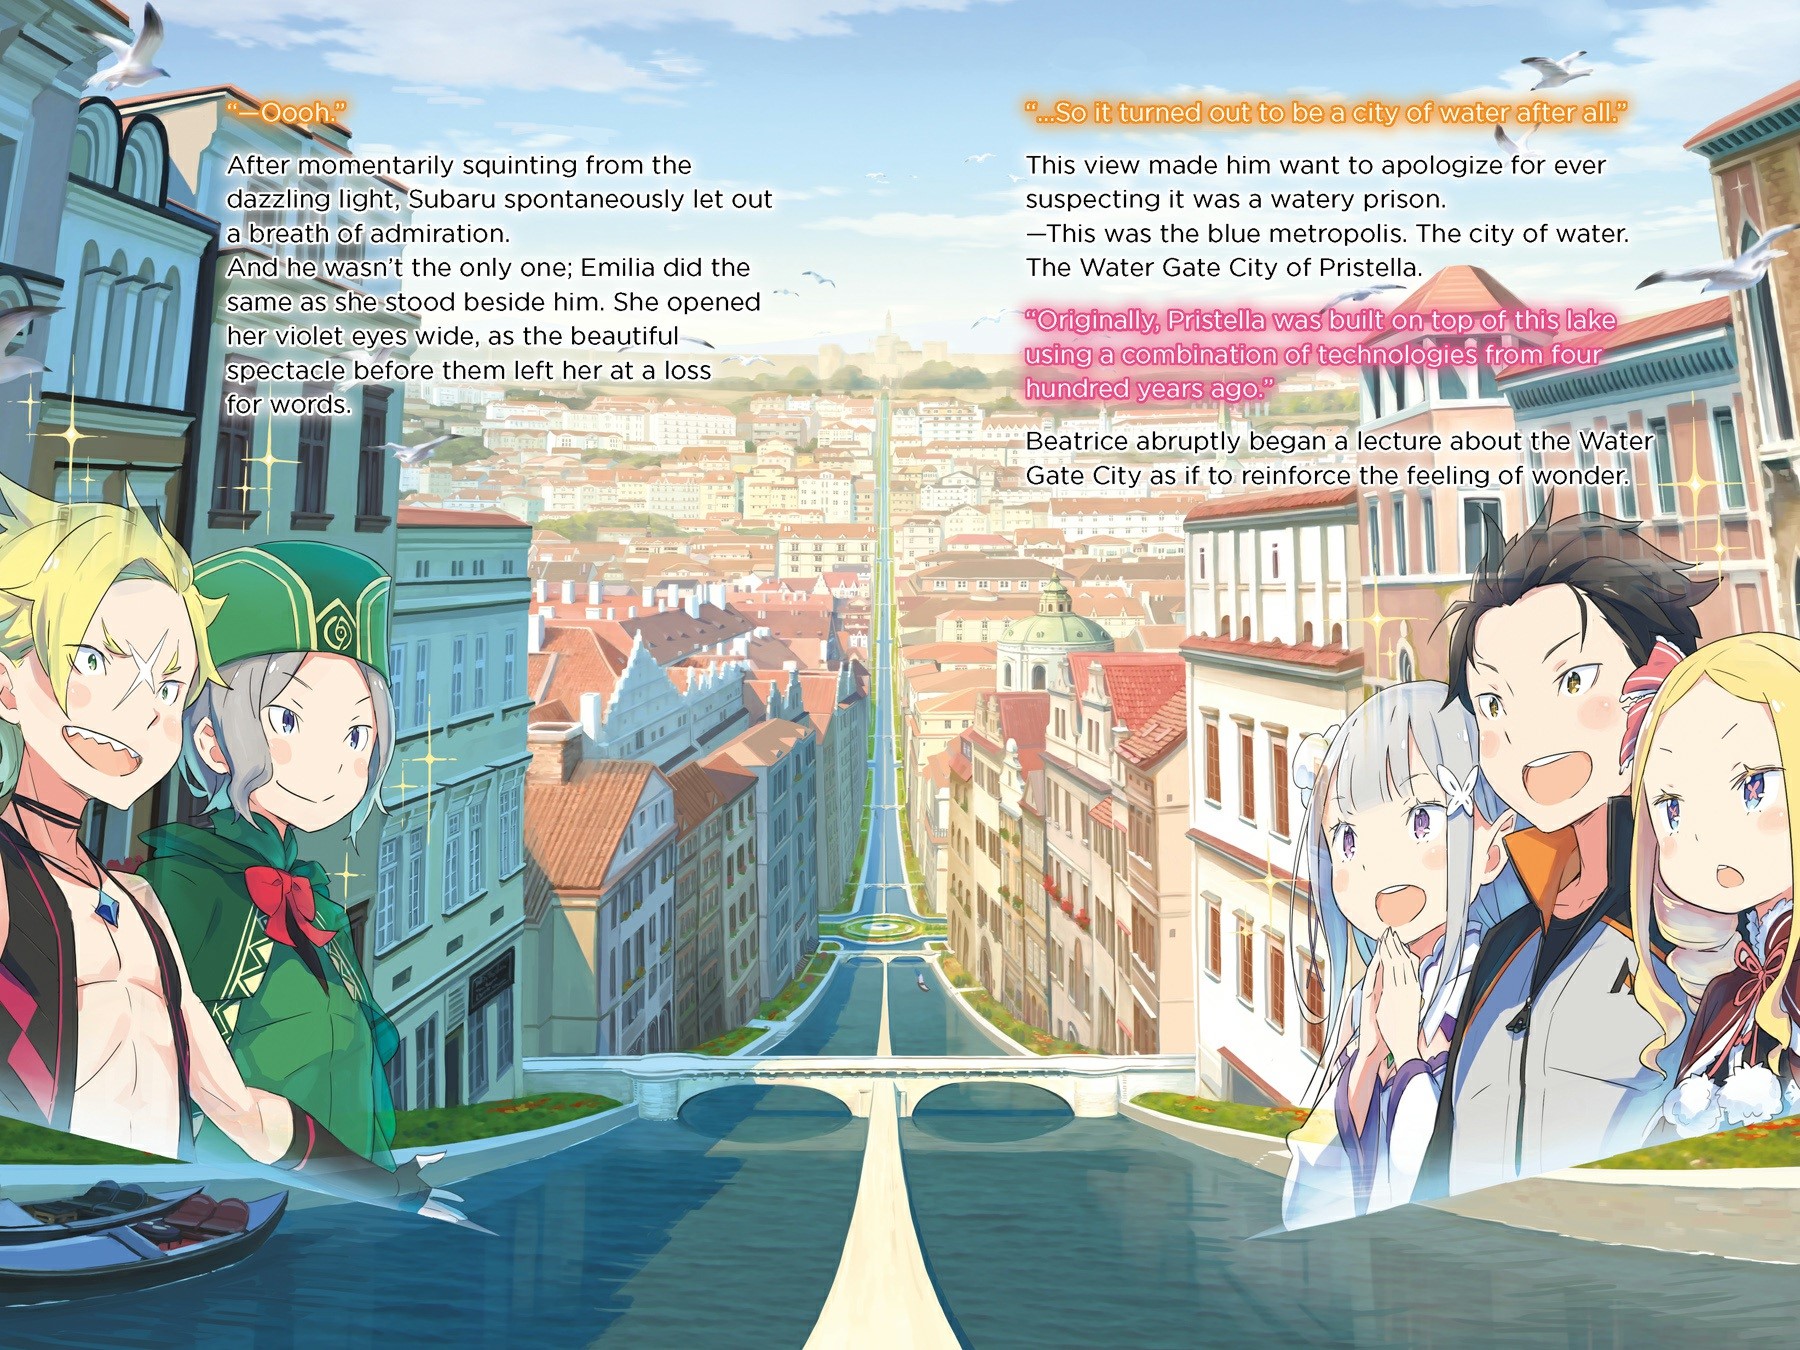 “—Oooh.”
After momentarily squinting from the
dazzling light, Subaru spontaneously let out
a breath of admiration.
And he wasn’t the only one; Emilia did the
same as she stood beside him. She opened
her violet eyes wide, as the beautiful
spectacle before them left her at a loss
for words.
“...So it turned out to be a city of water after all.”
This view made him want to apologize for ever
suspecting it was a watery prison.
—This was the blue metropolis. The city of water.
The Water Gate City of Pristella.
“Originally, Pristella was built on top of this lake
using a combination of technologies from four
hundred years ago.”
Beatrice abruptly began a lecture about the Water
Gate City as if to reinforce the feeling of wonder.